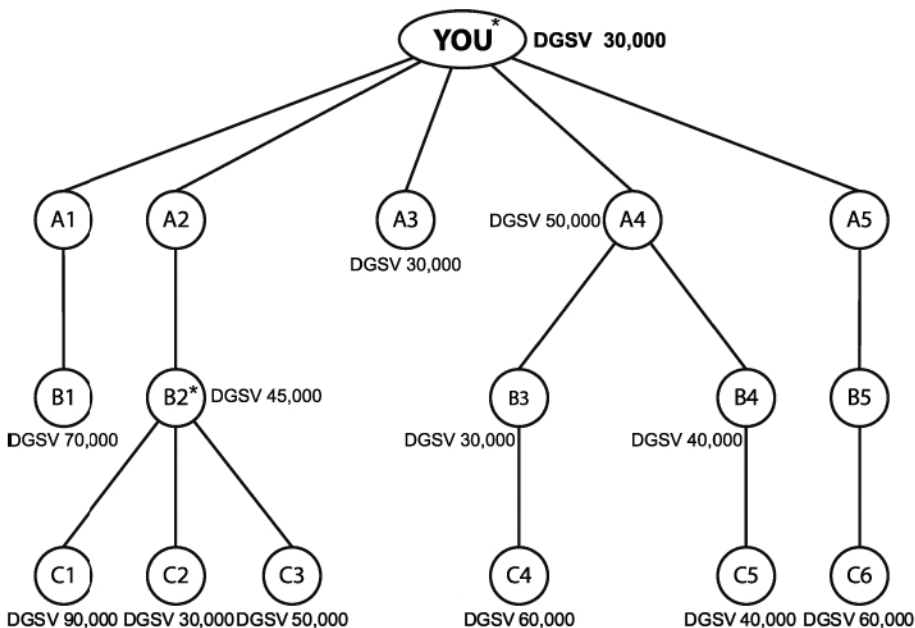 YOU* DGSV 30,000
A1 A2 A3 DGSV 50,000 A4 A5
DGSV 30,000
B1 B2* DGSV 45,000 B3 B4 B5
DGSV 70,000 DGSV 30,000 DGSV 40,000
C1 C2 C3 C4 C5 C6
DGSV 90,000 DGSV 30,000 DGSV 50,000 DGSV 60,000 DGSV 40,000 DGSV 60,000